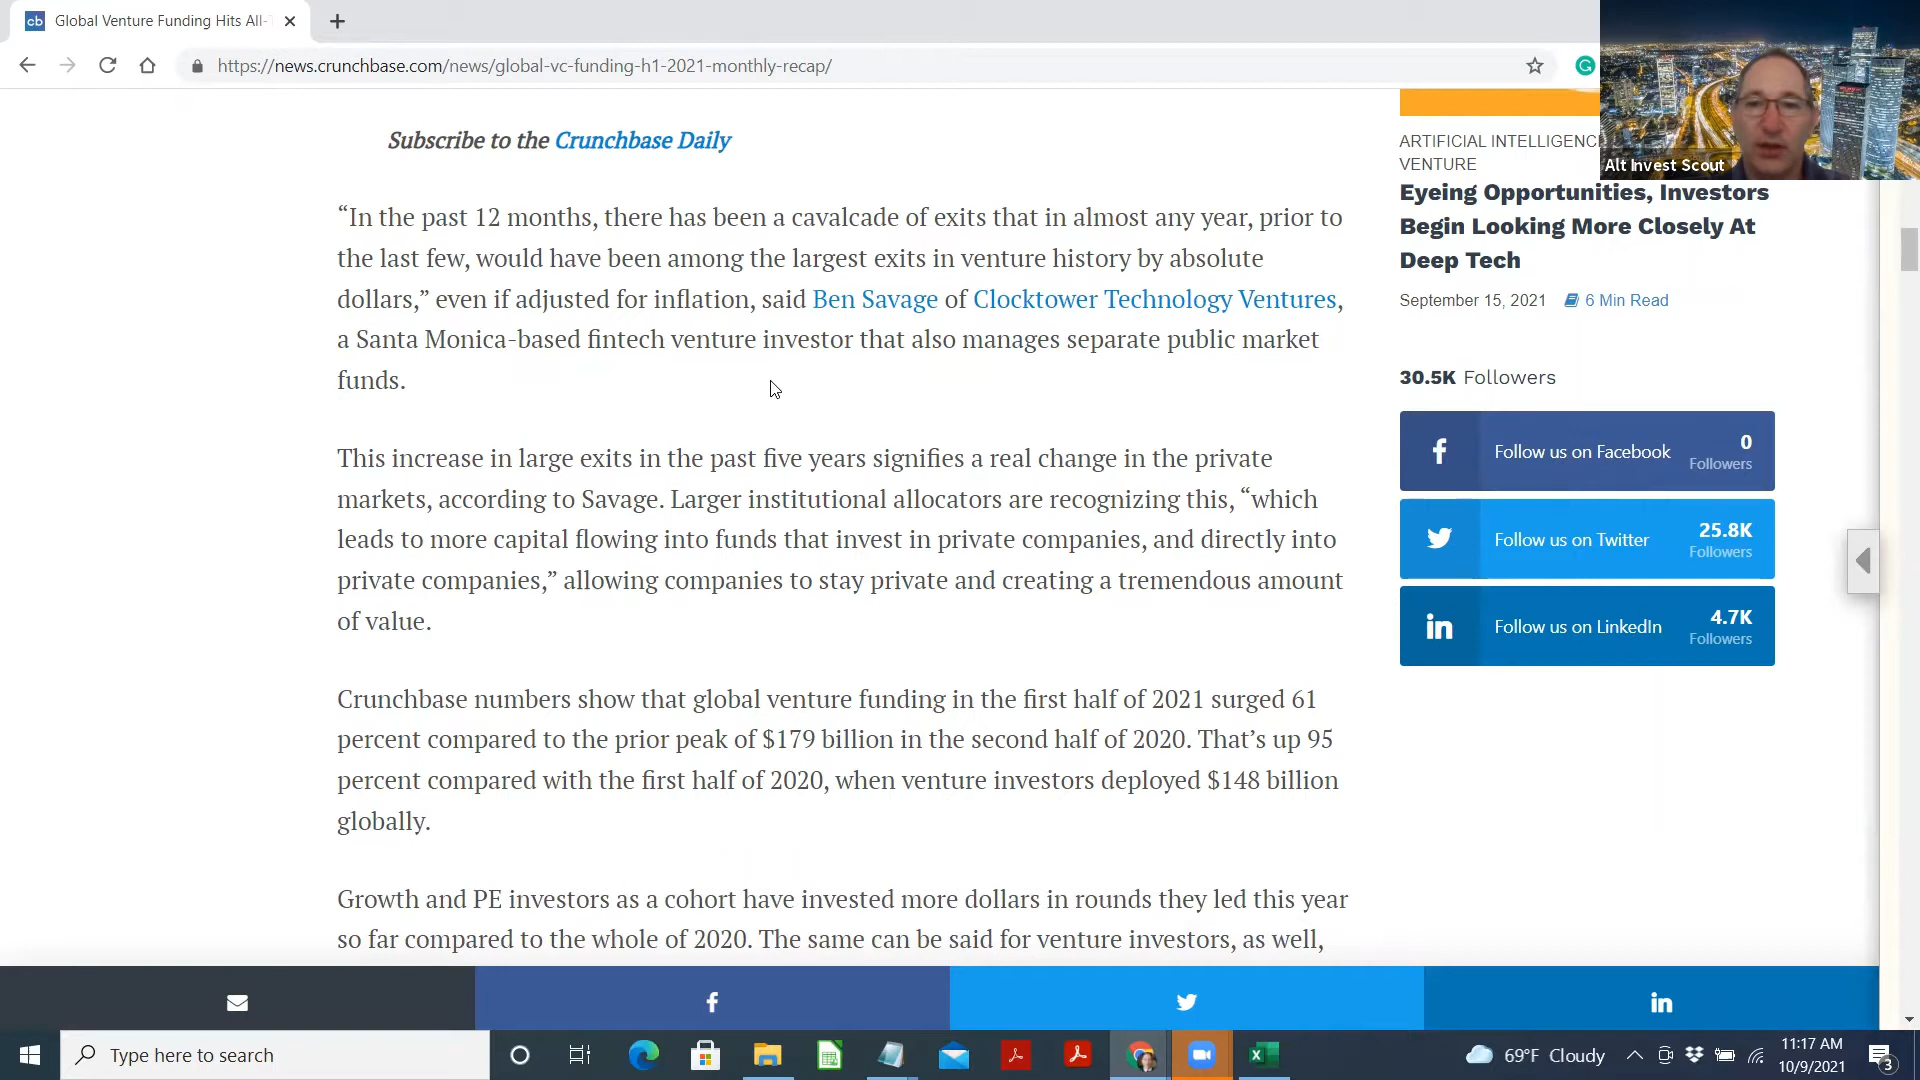 cb Global Venture Funding Hits All-
https://news.crunchbase.com/news/global-vc-funding-h1-2021-monthly-recap/
Subscribe to the Crunchbase Daily
“In the past 12 months, there has been a cavalcade of exits that in almost any year, prior to
the last few, would have been among the largest exits in venture history by absolute
dollars,” even if adjusted for inflation, said Ben Savage of Clocktower Technology Ventures,
a Santa Monica-based fintech venture investor that also manages separate public market
funds.
This increase in large exits in the past five years signifies a real change in the private
markets, according to Savage. Larger institutional allocators are recognizing this, “which
leads to more capital flowing into funds that invest in private companies, and directly into
private companies,” allowing companies to stay private and creating a tremendous amount
of value.
Crunchbase numbers show that global venture funding in the first half of 2021 surged 61
percent compared to the prior peak of $179 billion in the second half of 2020. That’s up 95
percent compared with the first half of 2020, when venture investors deployed $148 billion
globally.
Growth and PE investors as a cohort have invested more dollars in rounds they led this year
so far compared to the whole of 2020. The same can be said for venture investors, as well,
Alt Invest Scout
ARTIFICIAL INTELLIGENCE
VENTURE
Eyeing Opportunities, Investors
Begin Looking More Closely At
Deep Tech
September 15, 2021 6 Min Read
30.5K Followers
Follow us on Facebook 0
Followers
Follow us on Twitter 25.8K
Followers
Follow us on LinkedIn 4.7K
Followers
Type here to search
69°F Cloudy
11:17 AM
10/9/2021
3